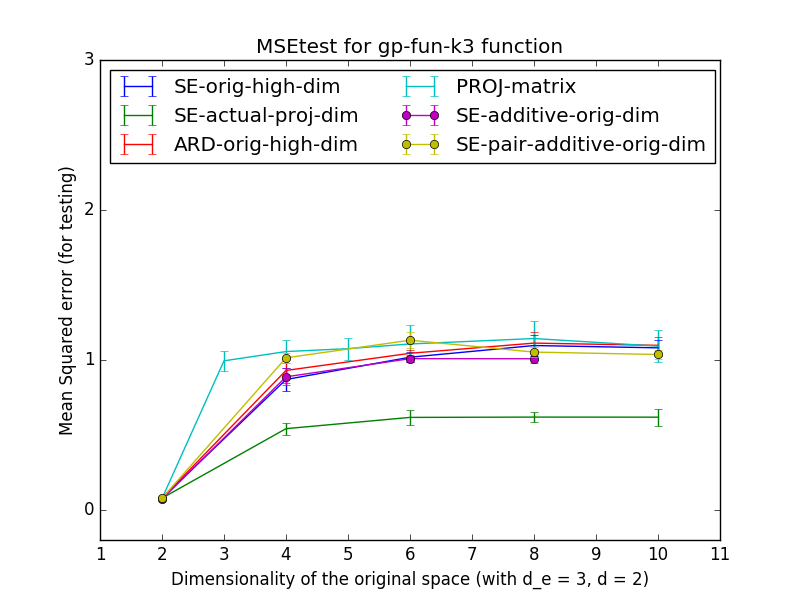 MSEtest for gp-fun-k3 function
3
SE-orig-high-dim
PROJ-matrix
SE-actual-proj-dim
SE-additive-orig-dim
ARD-orig-high-dim
SE-pair-additive-orig-dim
2
1
0
Mean Squared error (for testing)
1 2 3 4 5 6 7 8 9 10 11
Dimensionality of the original space (with d_e = 3, d = 2)